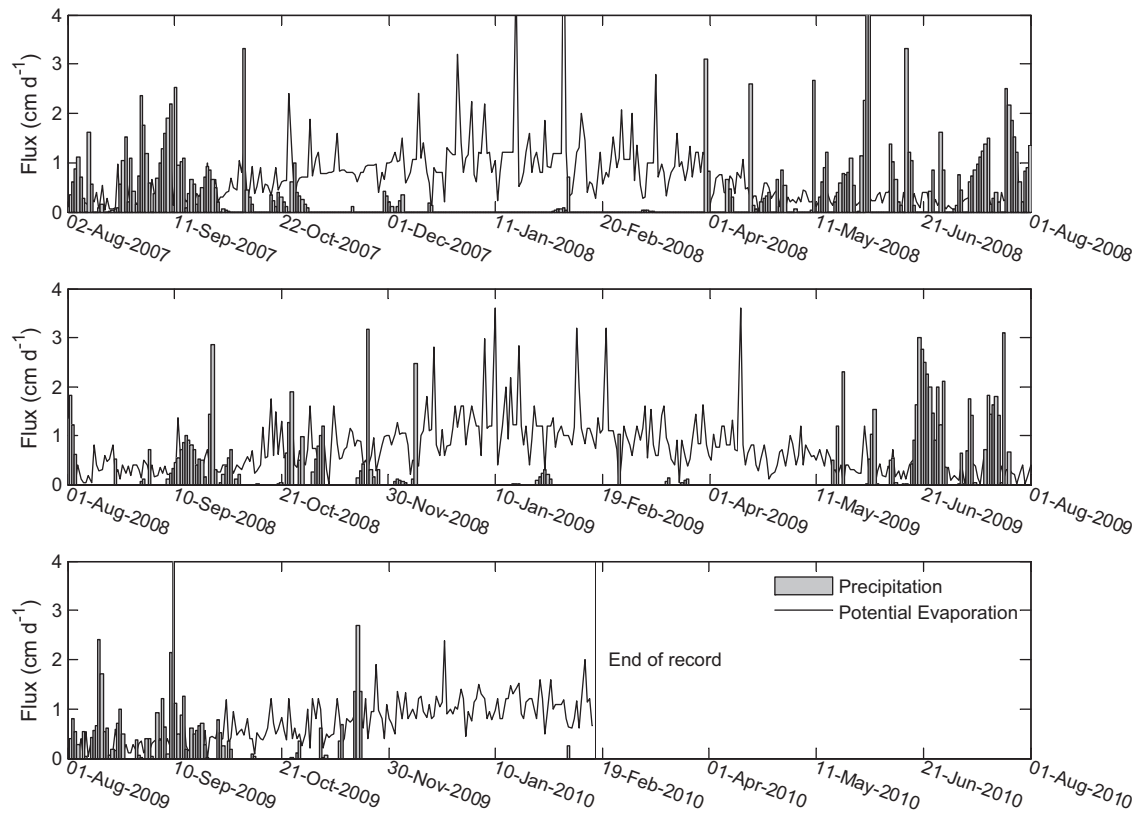 4
3
2
1
0
Flux (cm d⁻¹)
02-Aug-2007
11-Sep-2007
22-Oct-2007
01-Dec-2007
11-Jan-2008
20-Feb-2008
01-Apr-2008
11-May-2008
21-Jun-2008
01-Aug-2008
4
3
2
1
0
Flux (cm d⁻¹)
01-Aug-2008
10-Sep-2008
21-Oct-2008
30-Nov-2008
10-Jan-2009
19-Feb-2009
01-Apr-2009
11-May-2009
21-Jun-2009
01-Aug-2009
4
3
2
1
0
Flux (cm d⁻¹)
Precipitation
Potential Evaporation
End of record
01-Aug-2009
10-Sep-2009
21-Oct-2009
30-Nov-2009
10-Jan-2010
19-Feb-2010
01-Apr-2010
11-May-2010
21-Jun-2010
01-Aug-2010